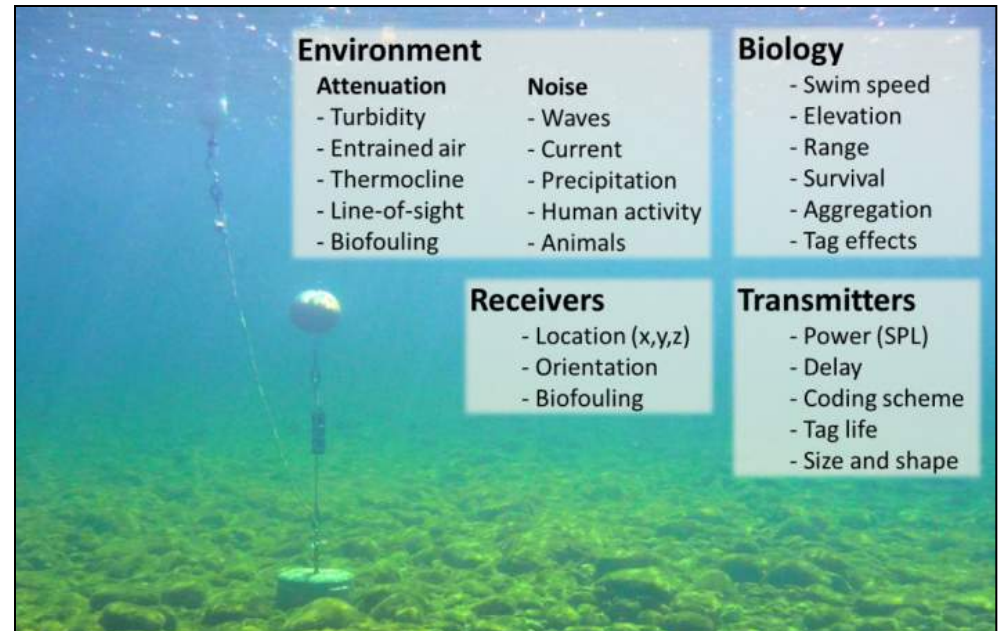 Environment
Attenuation
- Turbidity
- Entrained air
- Thermocline
- Line-of-sight
- Biofouling
Noise
- Waves
- Current
- Precipitation
- Human activity
- Animals
Biology
- Swim speed
- Elevation
- Range
- Survival
- Aggregation
- Tag effects
Receivers
- Location (x,y,z)
- Orientation
- Biofouling
Transmitters
- Power (SPL)
- Delay
- Coding scheme
- Tag life
- Size and shape